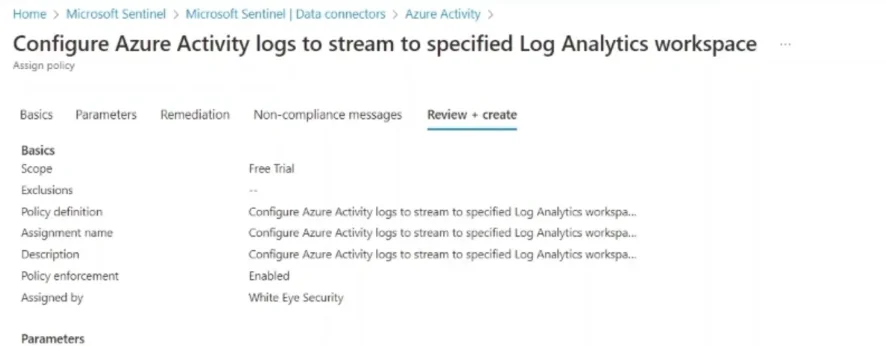 Home > Microsoft Sentinel > Microsoft Sentinel | Data connectors > Azure Activity >
Configure Azure Activity logs to stream to specified Log Analytics workspace ...
Assign policy
Basics Parameters Remediation Non-compliance messages Review + create
Basics
Scope Free Trial
Exclusions --
Policy definition Configure Azure Activity logs to stream to specified Log Analytics workspa...
Assignment name Configure Azure Activity logs to stream to specified Log Analytics workspa...
Description Configure Azure Activity logs to stream to specified Log Analytics workspa...
Policy enforcement Enabled
Assigned by White Eye Security
Parameters